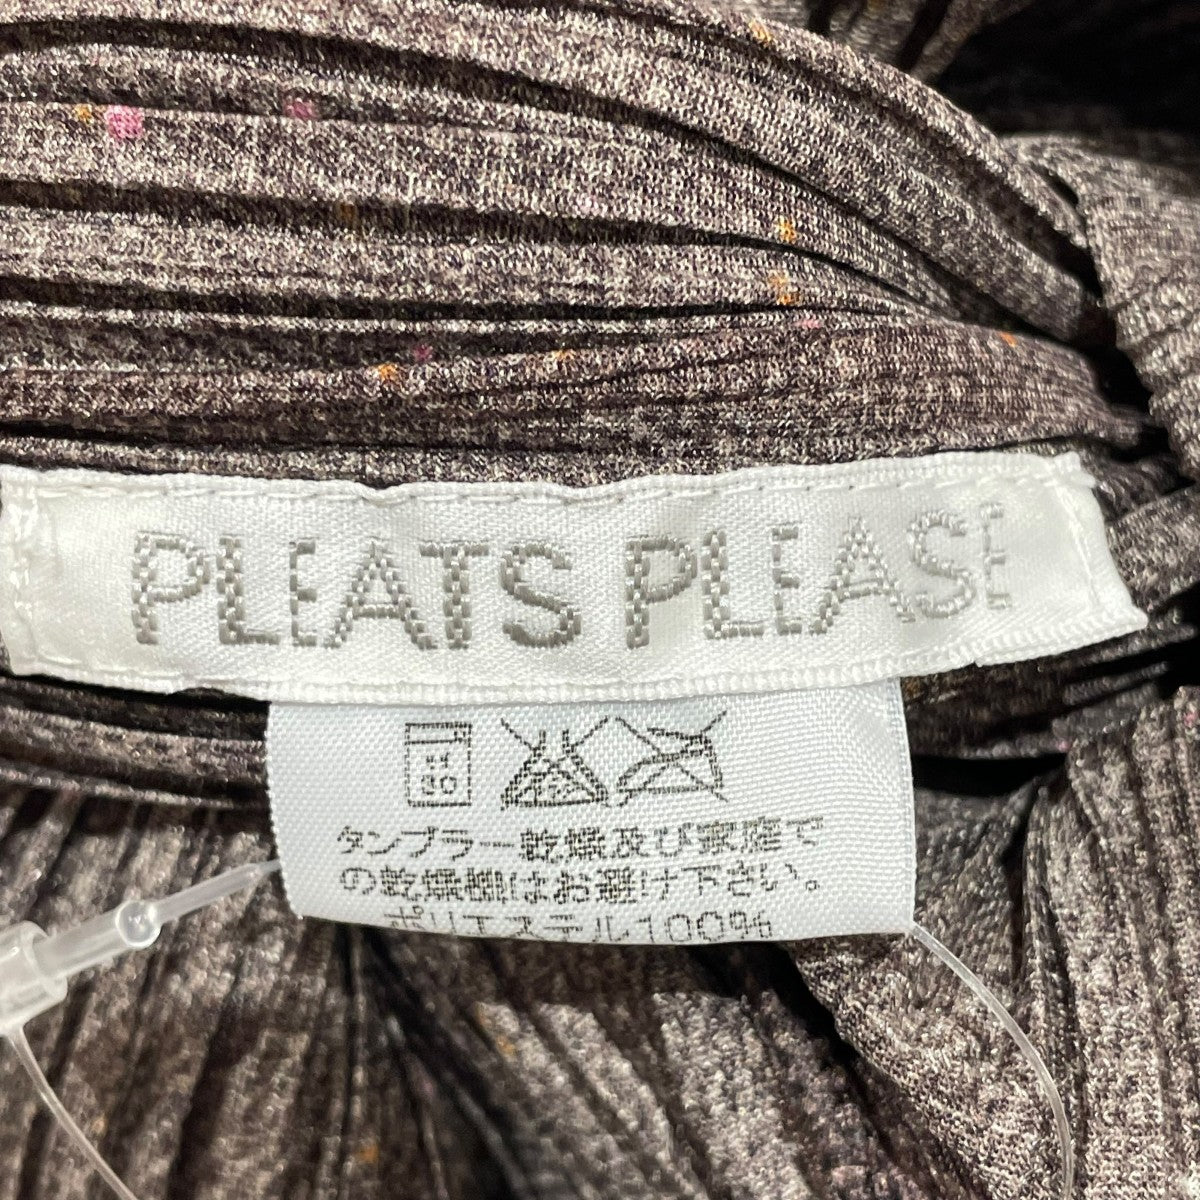 PLEATS PLEASE
30
タンブラー乾燥及び家庭で
の乾燥機はお避け下さい。
ポリエステル100%